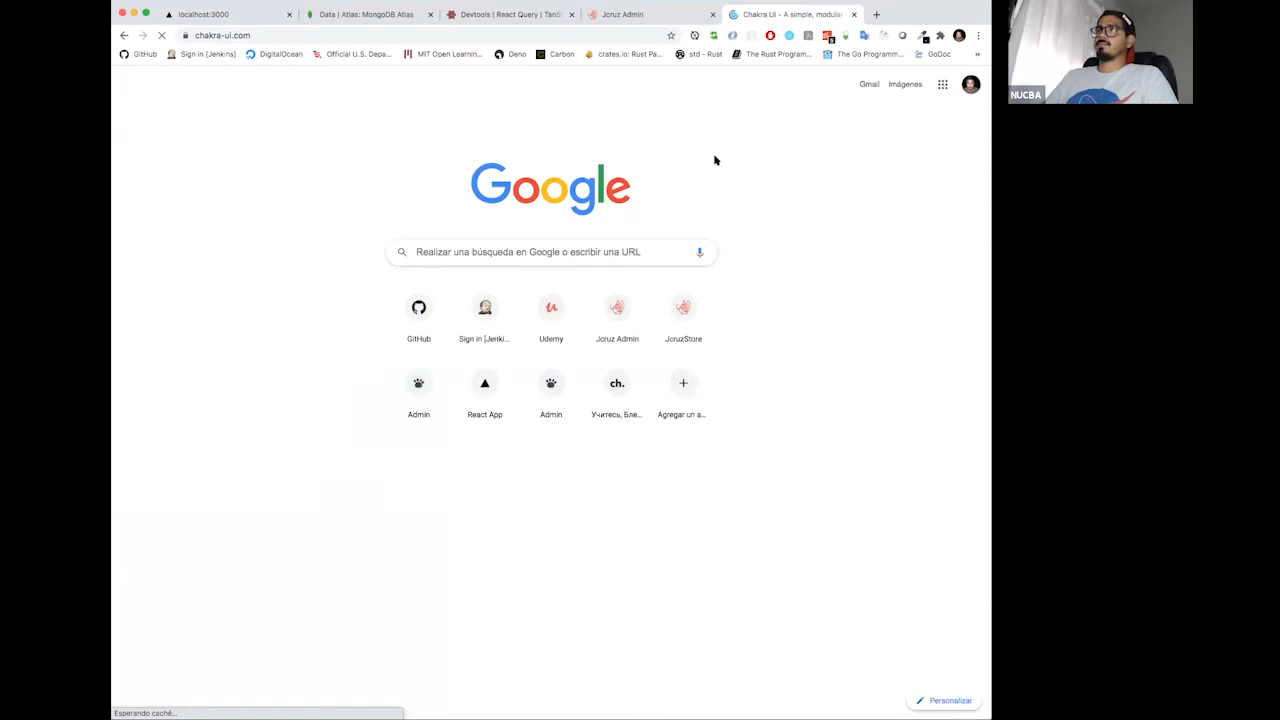 localhost:3000
Data | Atlas: MongoDB Atlas
Devtools | React Query | TanS
Jcruz Admin
Chakra UI - A simple, modula
chakra-ui.com
GitHub
Sign in [Jenkins]
DigitalOcean
Official U.S. Depa...
MIT Open Learnin...
Deno
Carbon
crates.io: Rust Pa...
std - Rust
The Rust Program...
The Go Programm...
GoDoc
»
NUCBA
Gmail
Imágenes
Google
Realizar una búsqueda en Google o escribir una URL
GitHub
Sign in [Jenki...
Udemy
Jcruz Admin
JcruzStore
ch.
Admin
React App
Admin
Учитесь, Бле...
Agregar un a...
Personalizar
Esperando caché...